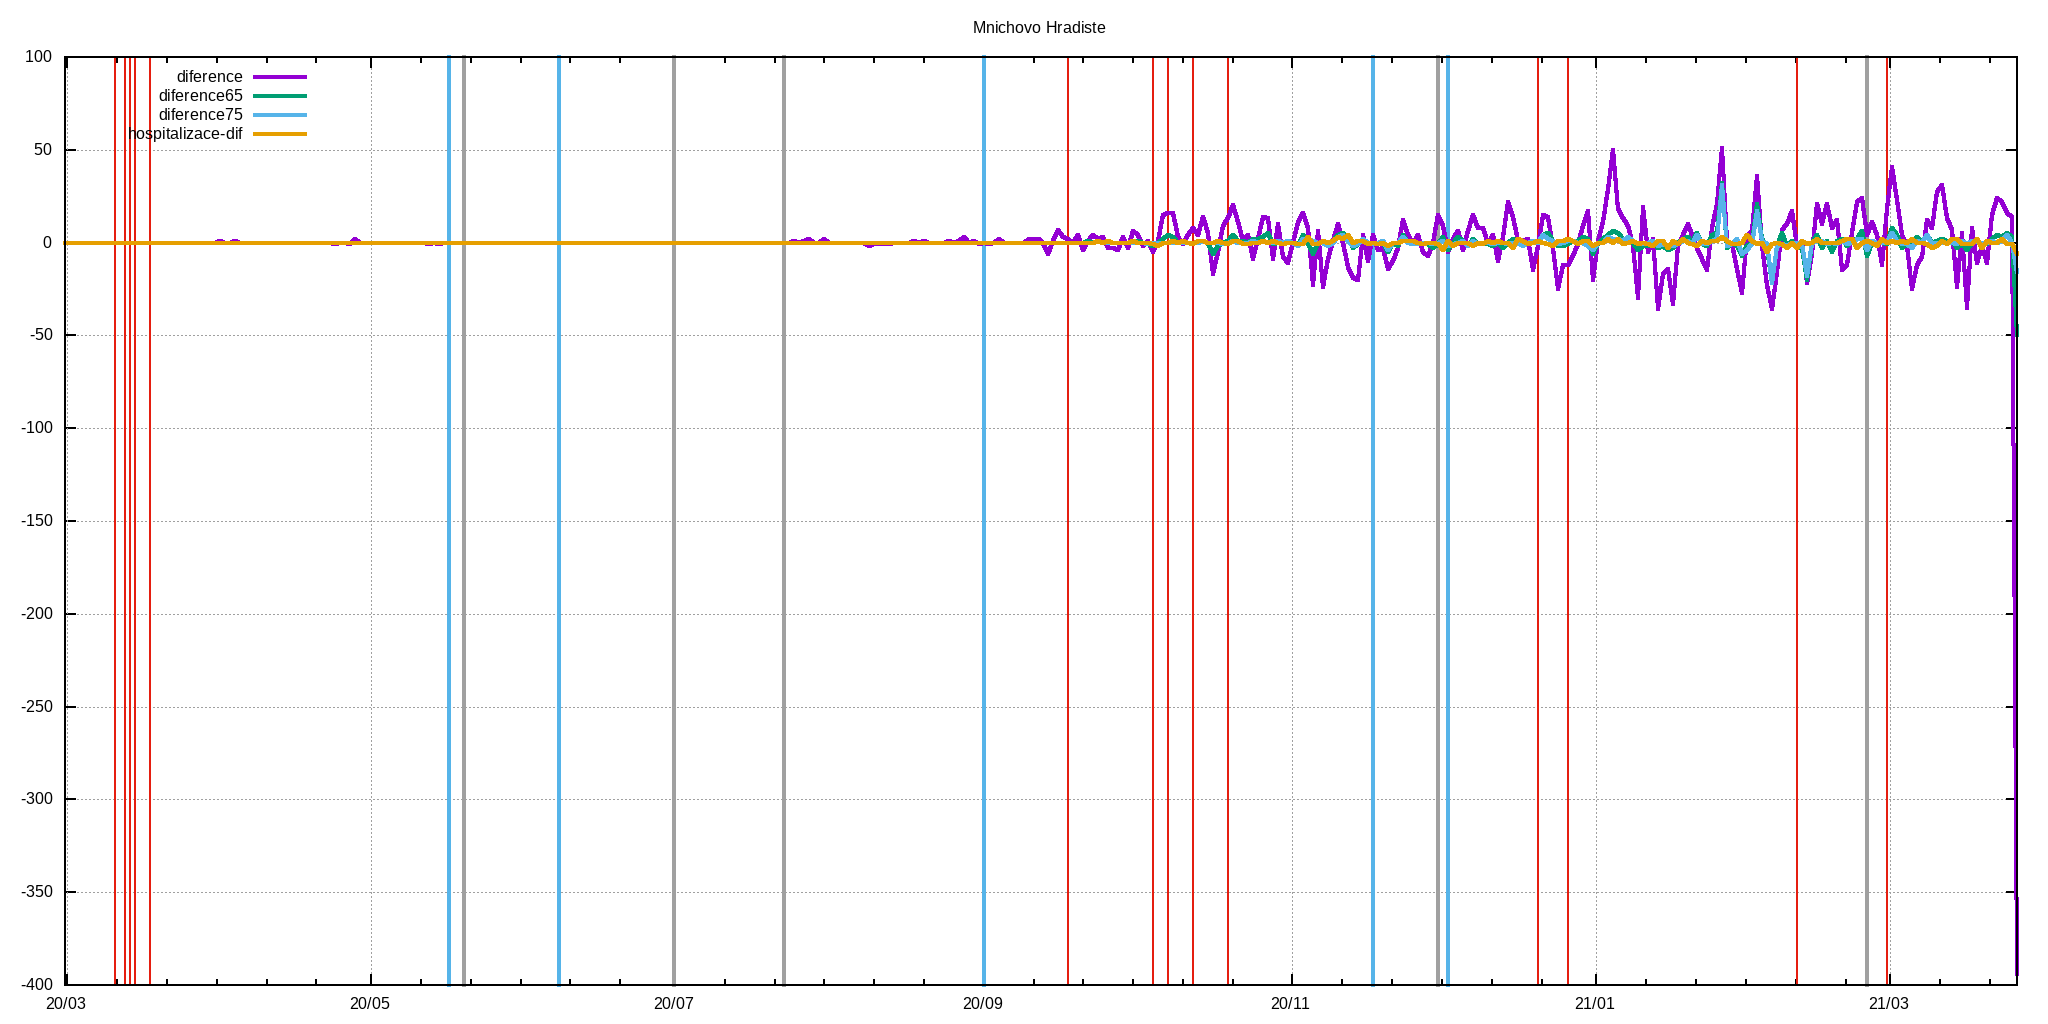 Mnichovo Hradiste
diference
diference65
diference75
hospitalizace-dif
100
50
0
-50
-100
-150
-200
-250
-300
-350
-400
20/03 20/05 20/07 20/09 20/11 21/01 21/03